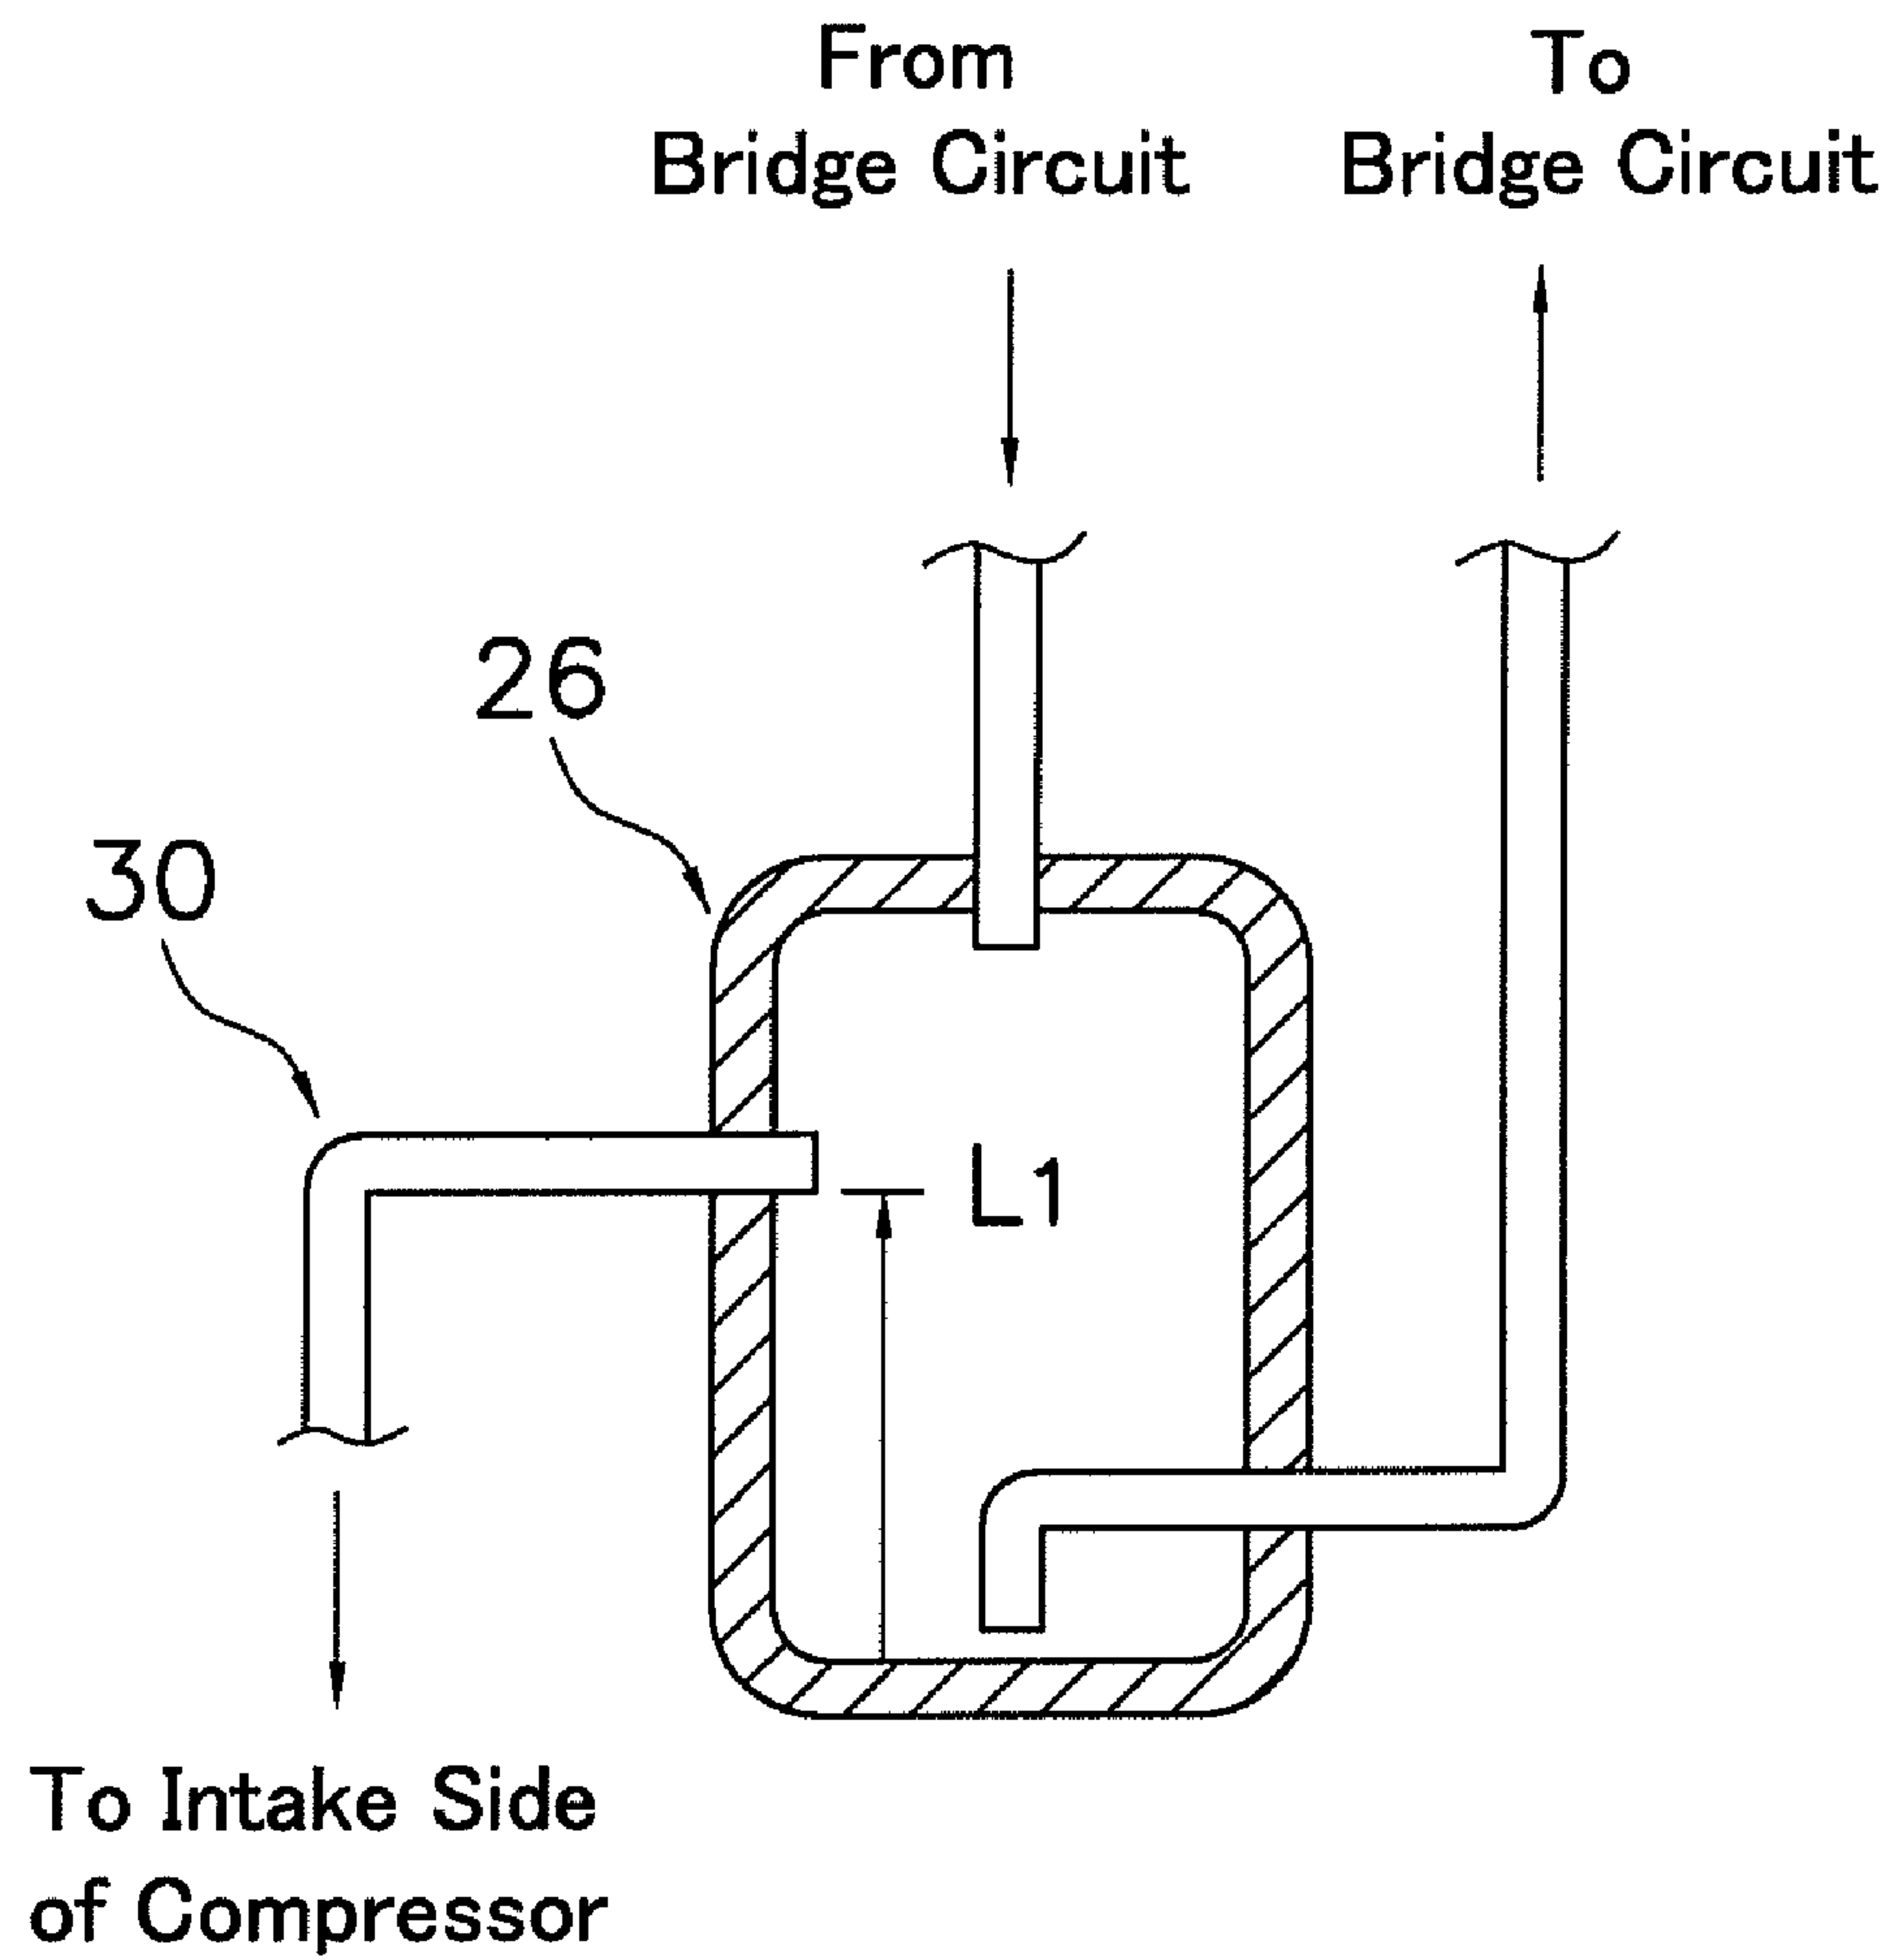 From
Bridge Circuit
To
Bridge Circuit
26
30
L1
To Intake Side
of Compressor